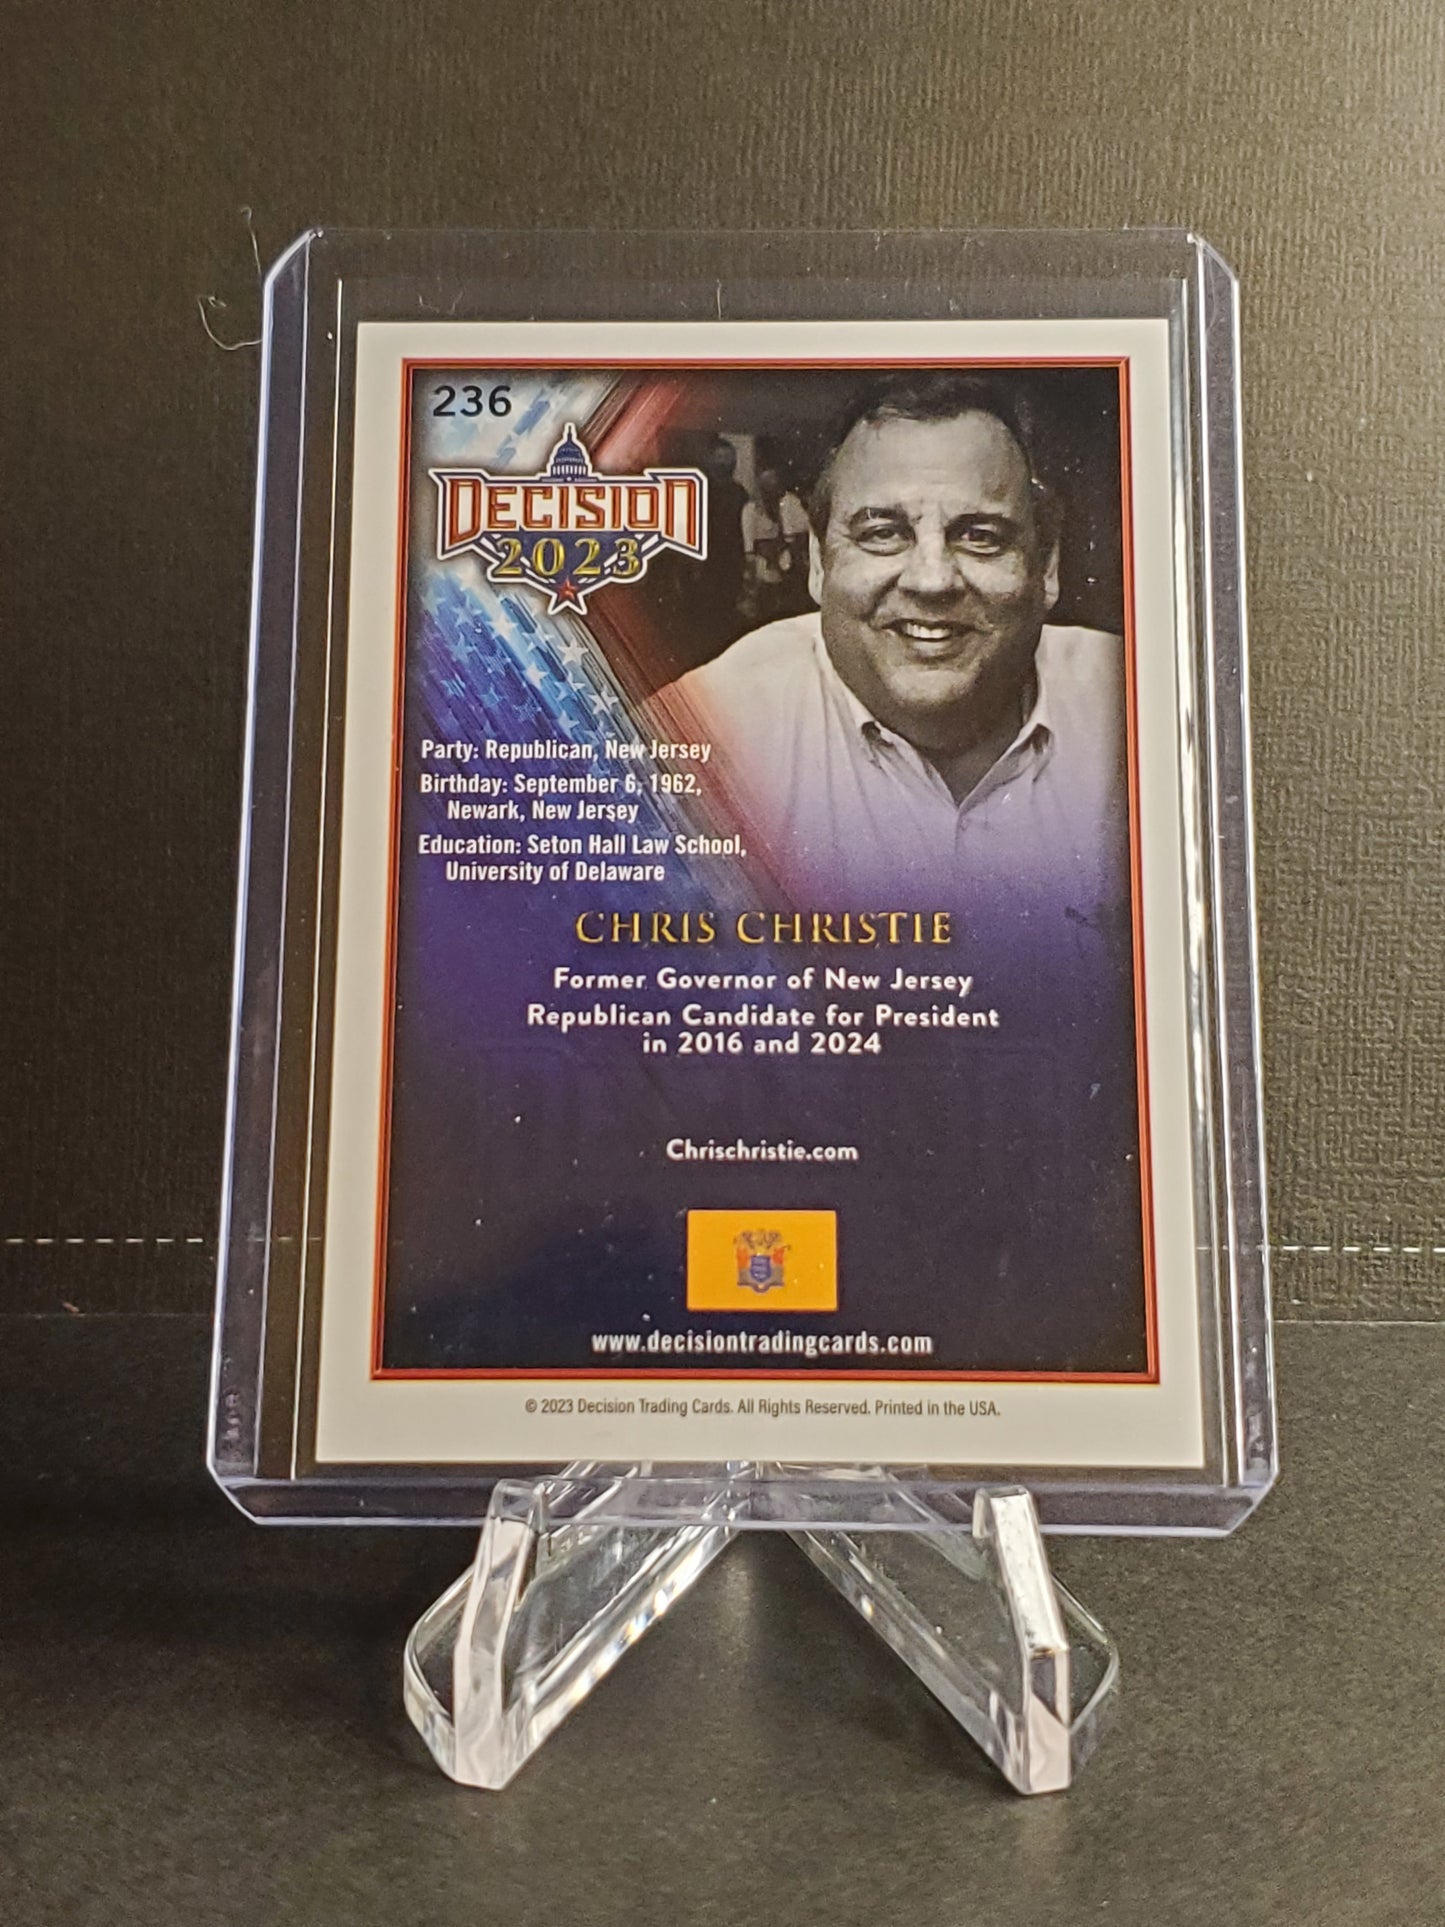 236
DECISION
2023
Party: Republican, New Jersey
Birthday: September 6, 1962,
Newark, New Jersey
Education: Seton Hall Law School,
University of Delaware
CHRIS CHRISTIE
Former Governor of New Jersey
Republican Candidate for President
in 2016 and 2024
Chrischristie.com
www.decisiontradingcards.com
© 2023 Decision Trading Cards. All Rights Reserved. Printed in the USA.